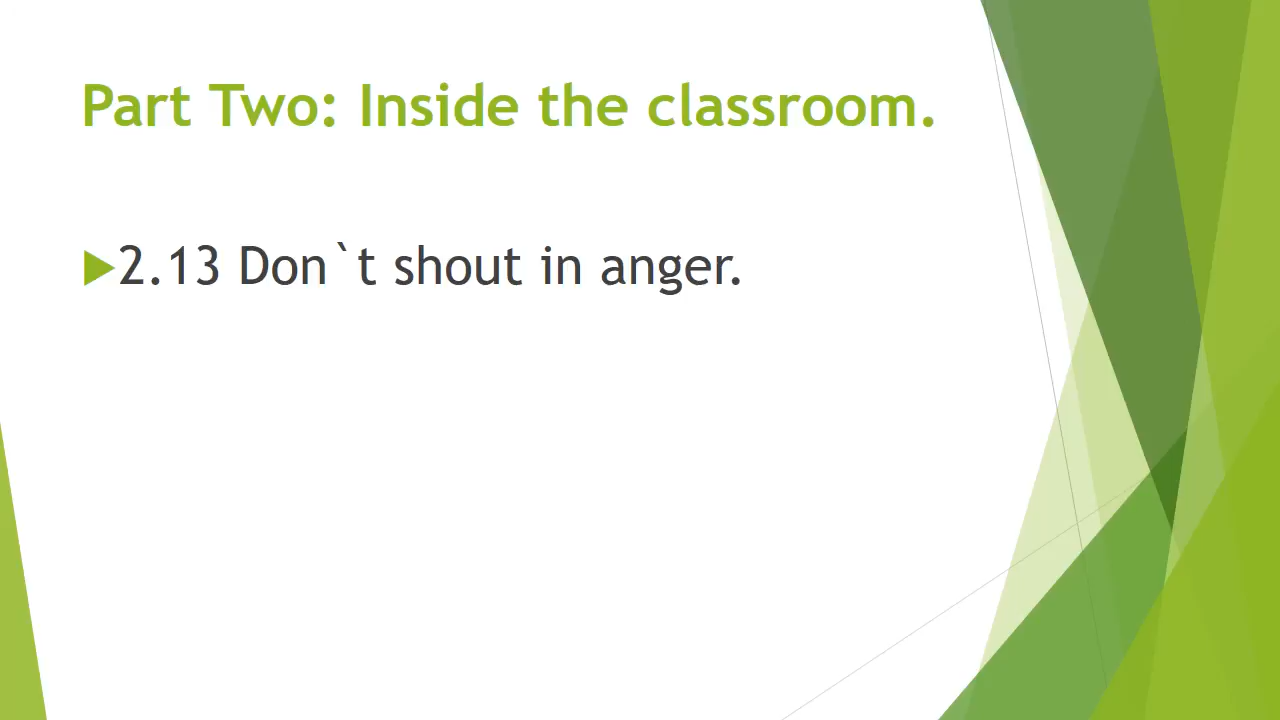 Part Two: Inside the classroom.
2.13 Don`t shout in anger.